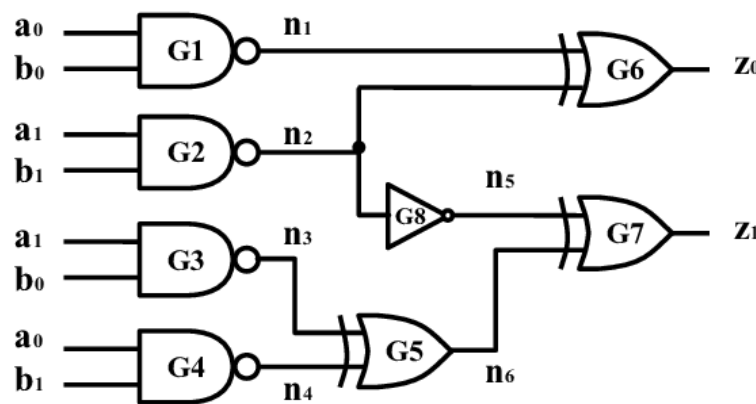 a₀ G1 n₁ G6 z₀
b₀
a₁ G2 n₂
b₁
G8 n₅ G7 z₁
a₁ G3 n₃
b₀
a₀ G4 n₄ G5 n₆
b₁